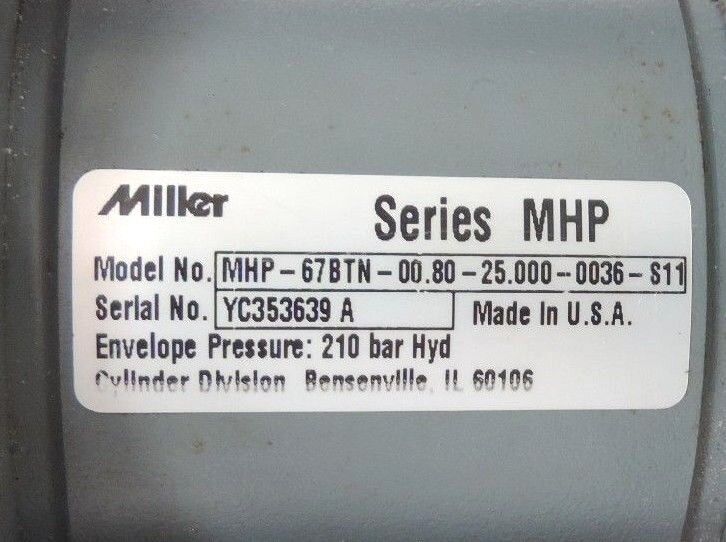 Miller
Series MHP
Model No. MHP - 67BTN - 00.80 - 25.000 - 0036 - S11
Serial No. YC353639 A Made In U.S.A.
Envelope Pressure: 210 bar Hyd
Cylinder Division Bensenville, IL 60106